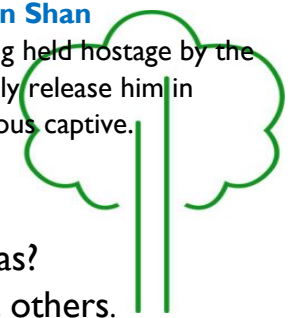 n Shan
g held hostage by the
ly release him in
ous captive.
as?
others.